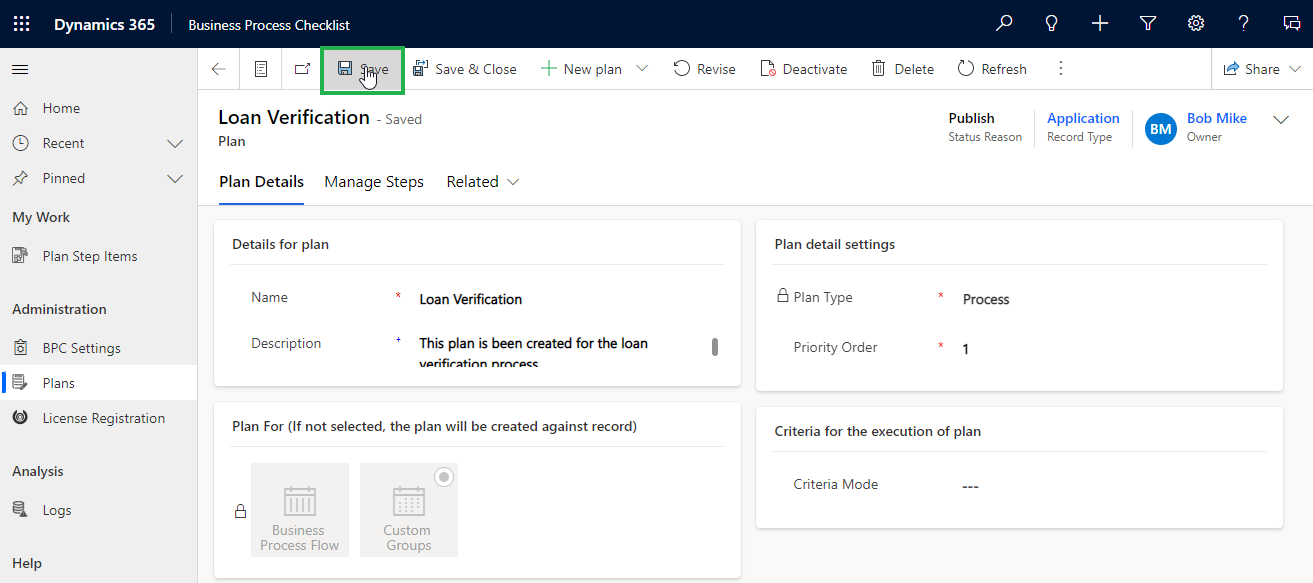 Dynamics 365
Business Process Checklist
Save
Save & Close
New plan
Revise
Deactivate
Delete
Refresh
Share
Home
Recent
Pinned
My Work
Plan Step Items
Administration
BPC Settings
Plans
License Registration
Analysis
Logs
Help
Loan Verification - Saved
Plan
Publish
Status Reason
Application
Record Type
BM
Bob Mike
Owner
Plan Details
Manage Steps
Related
Details for plan
Name * Loan Verification
Description + This plan is been created for the loan
verification process
Plan For (If not selected, the plan will be created against record)
Business
Process Flow
Custom
Groups
Plan detail settings
Plan Type * Process
Priority Order * 1
Criteria for the execution of plan
Criteria Mode ---